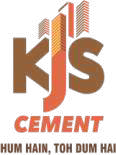 KJS
CEMENT
HUM HAIN, TOH DUM HAI